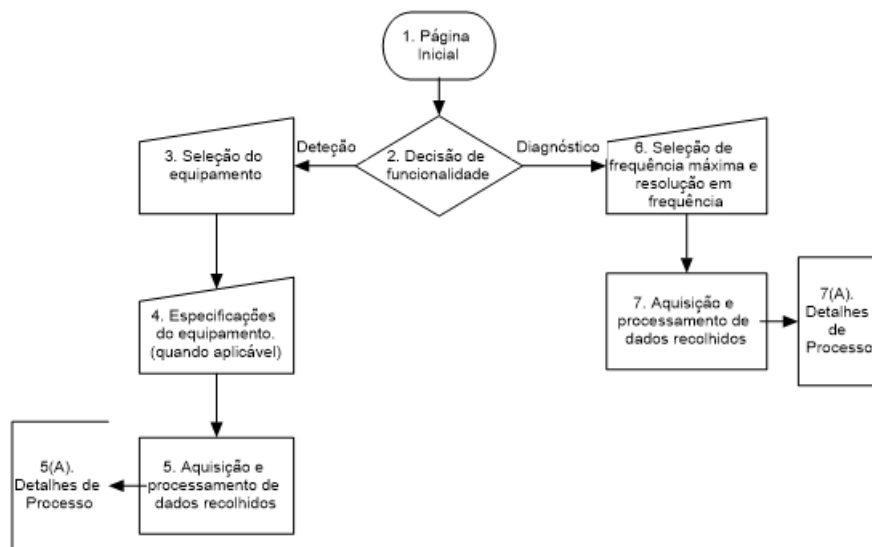 1. Página
Inicial
Deteção
Diagnóstico
2. Decisão de
funcionalidade
3. Seleção do
equipamento
4. Especificações
do equipamento.
(quando aplicável)
5. Aquisição e
processamento de
dados recolhidos
5(A).
Detalhes de
Processo
6. Seleção de
frequência máxima e
resolução em
frequência
7. Aquisição e
processamento de
dados recolhidos
7(A).
Detalhes
de
Processo